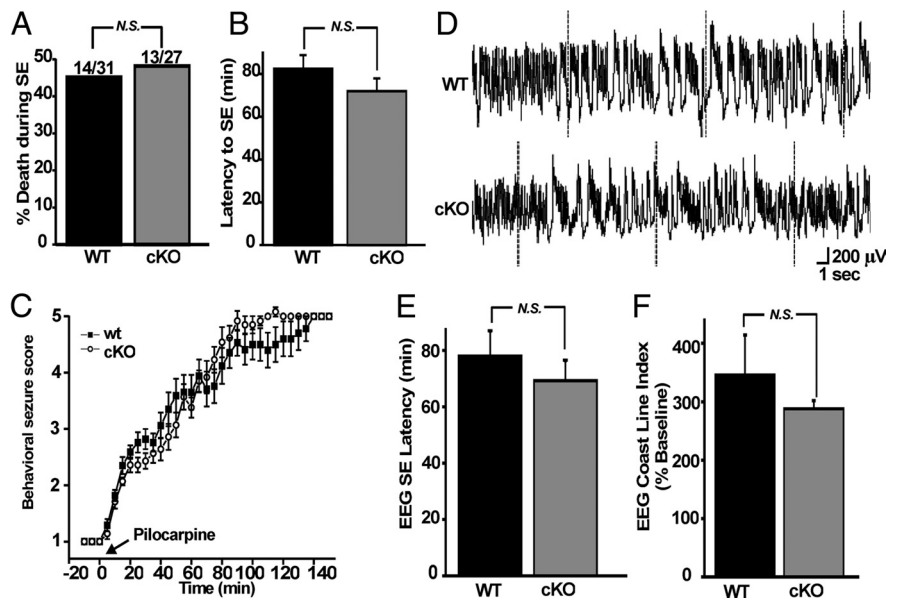 A
N.S.
14/31
13/27
% Death during SE
50
40
30
20
10
0
WT
cKO
B
N.S.
Latency to SE (min)
80
60
40
20
0
WT
cKO
C
wt
cKO
Behavioral sezure score
5
4
3
2
1
Pilocarpine
-20
0
20
40
60
80
100
120
140
Time (min)
D
WT
cKO
200 µV
1 sec
E
N.S.
EEG SE Latency (min)
80
60
40
20
0
WT
cKO
F
N.S.
EEG Coast Line Index
(% Baseline)
400
300
200
100
0
WT
cKO